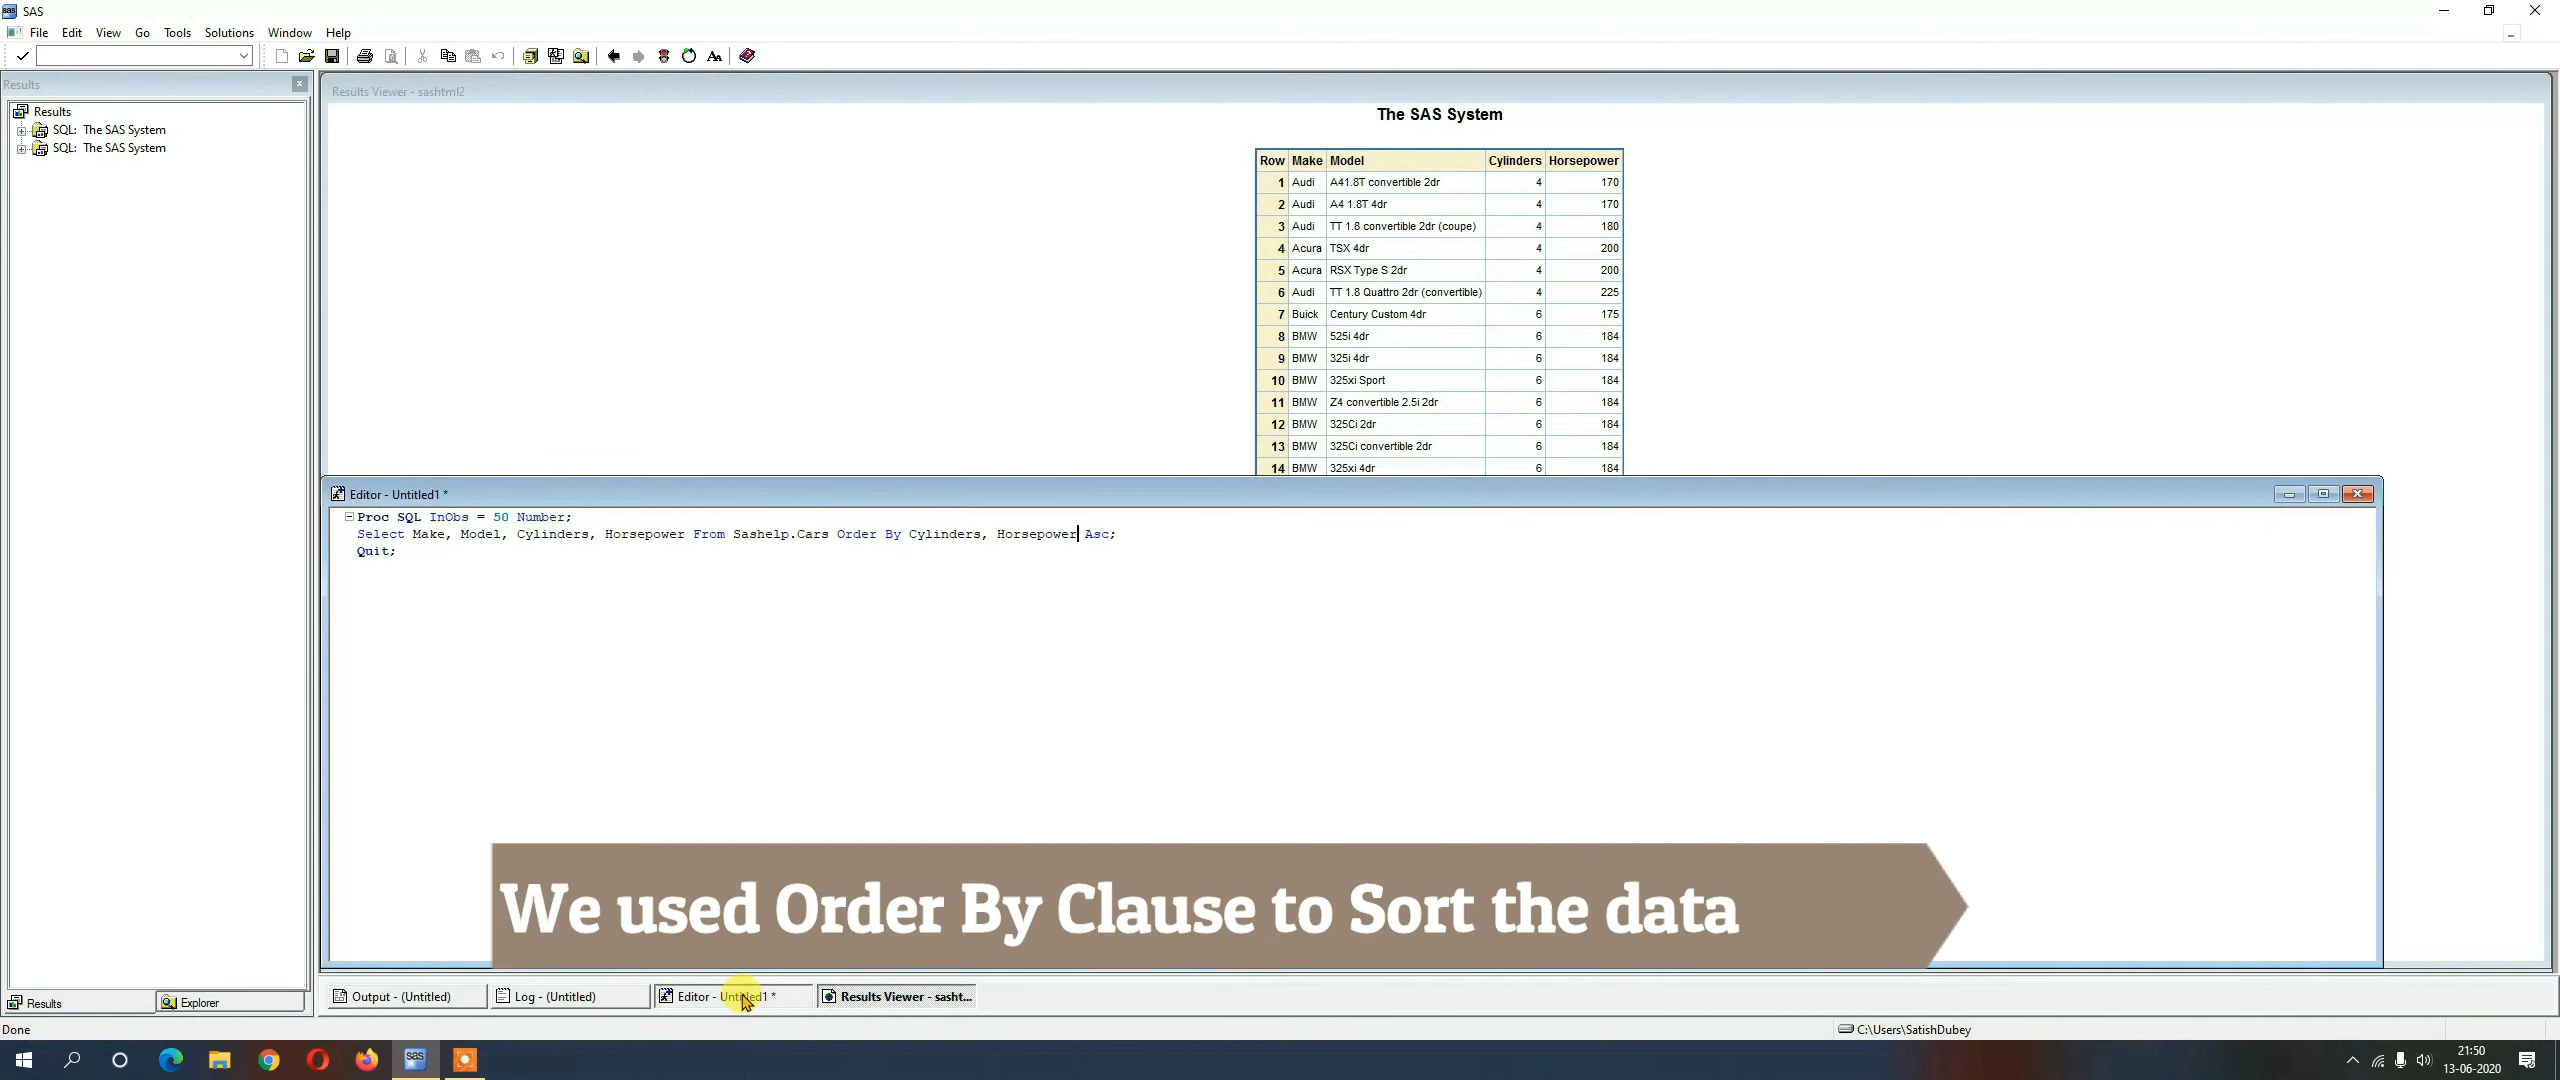 SAS
File Edit View Go Tools Solutions Window Help
Results
Results Viewer - sashtml2
Results
SQL: The SAS System
SQL: The SAS System
The SAS System
Row Make Model Cylinders Horsepower
1 Audi A41.8T convertible 2dr 4 170
2 Audi A4 1.8T 4dr 4 170
3 Audi TT 1.8 convertible 2dr (coupe) 4 180
4 Acura TSX 4dr 4 200
5 Acura RSX Type S 2dr 4 200
6 Audi TT 1.8 Quattro 2dr (convertible) 4 225
7 Buick Century Custom 4dr 6 175
8 BMW 525i 4dr 6 184
9 BMW 325i 4dr 6 184
10 BMW 325xi Sport 6 184
11 BMW Z4 convertible 2.5i 2dr 6 184
12 BMW 325Ci 2dr 6 184
13 BMW 325Ci convertible 2dr 6 184
14 BMW 325xi 4dr 6 184
Editor - Untitled1 *
Proc SQL InObs = 50 Number;
Select Make, Model, Cylinders, Horsepower From Sashelp.Cars Order By Cylinders, Horsepower Asc;
Quit;
We used Order By Clause to Sort the data
Results Explorer
Output - (Untitled) Log - (Untitled) Editor - Untitled1 * Results Viewer - sasht...
Done C:\Users\SatishDubey
21:50
13-06-2020